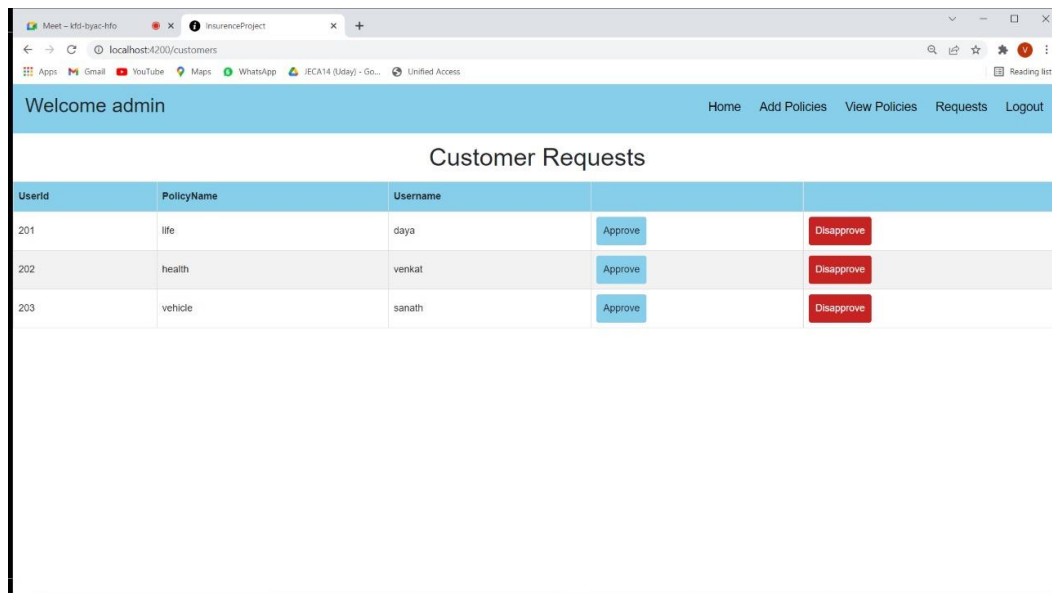 Meet – kfd-byac-hfo InsurenceProject
localhost:4200/customers
Apps Gmail YouTube Maps WhatsApp JECA14 (Uday) - Go... Unified Access Reading list
Welcome admin Home Add Policies View Policies Requests Logout
Customer Requests
UserId PolicyName Username
201 life daya Approve Disapprove
202 health venkat Approve Disapprove
203 vehicle sanath Approve Disapprove